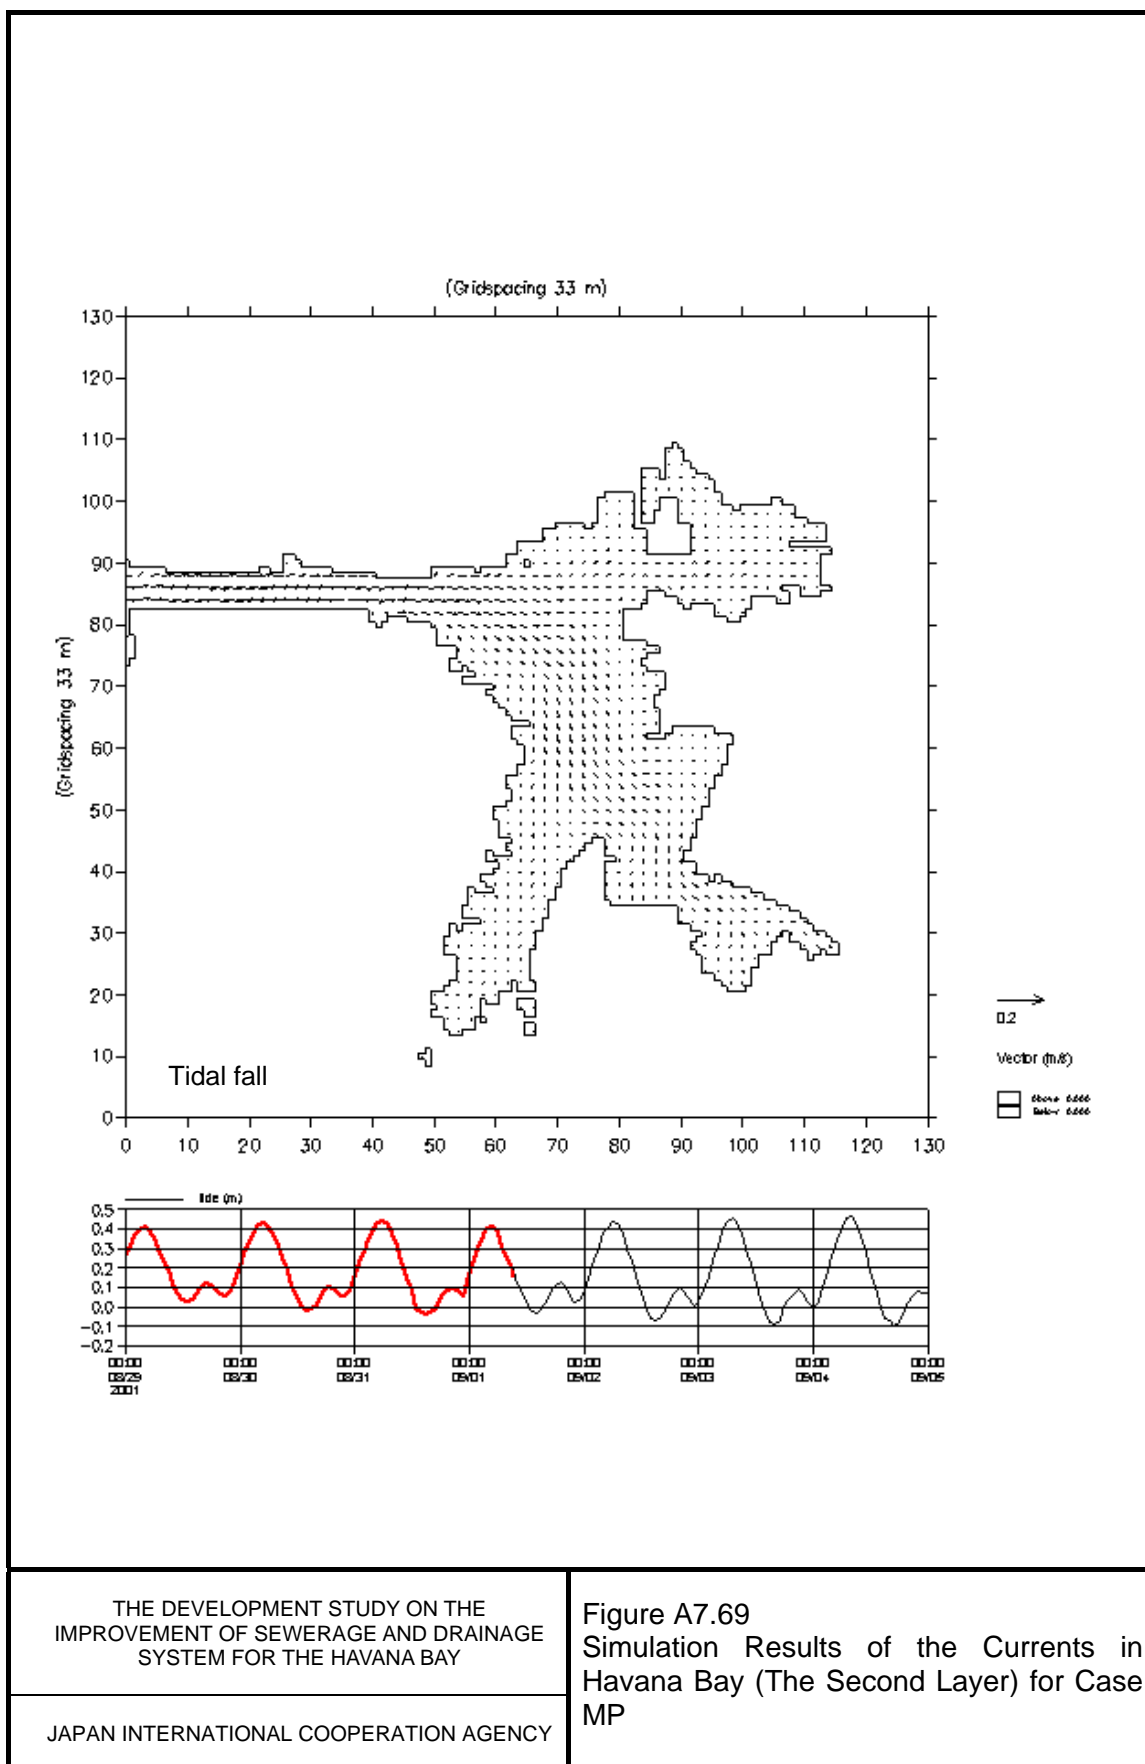 (Gridspacing 33 m)
130
120
110
100
90
80
70
60
50
40
30
20
10
0
(Gridspacing 33 m)
Tidal fall
0 10 20 30 40 50 60 70 80 90 100 110 120 130
0.2
Vector (m/s)
Above
Below
tide (m)
0.5
0.4
0.3
0.2
0.1
0.0
-0.1
-0.2
00:00 00:00 00:00 00:00 00:00 00:00 00:00 00:00
08/29 08/30 08/31 09/01 09/02 09/03 09/04 09/05
2001
THE DEVELOPMENT STUDY ON THE
IMPROVEMENT OF SEWERAGE AND DRAINAGE
SYSTEM FOR THE HAVANA BAY
JAPAN INTERNATIONAL COOPERATION AGENCY
Figure A7.69
Simulation Results of the Currents in
Havana Bay (The Second Layer) for Case
MP